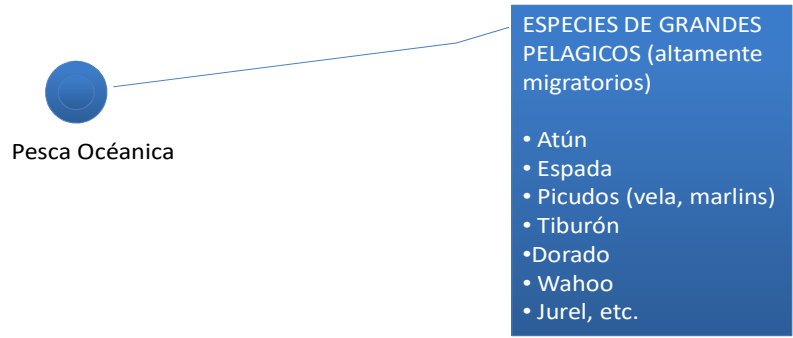 Pesca Océanica
ESPECIES DE GRANDES
PELAGICOS (altamente
migratorios)
• Atún
• Espada
• Picudos (vela, marlins)
• Tiburón
•Dorado
• Wahoo
• Jurel, etc.